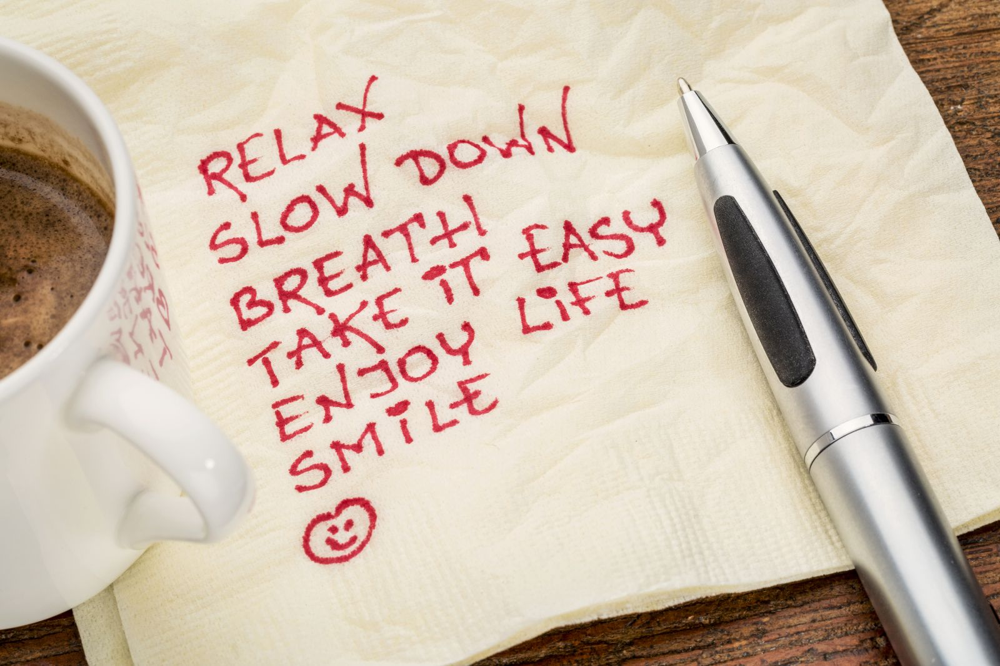 RELAX
SLOW DOWN
BREATH
TAKE iT EASY
ENJOY LiFE
SMiLE